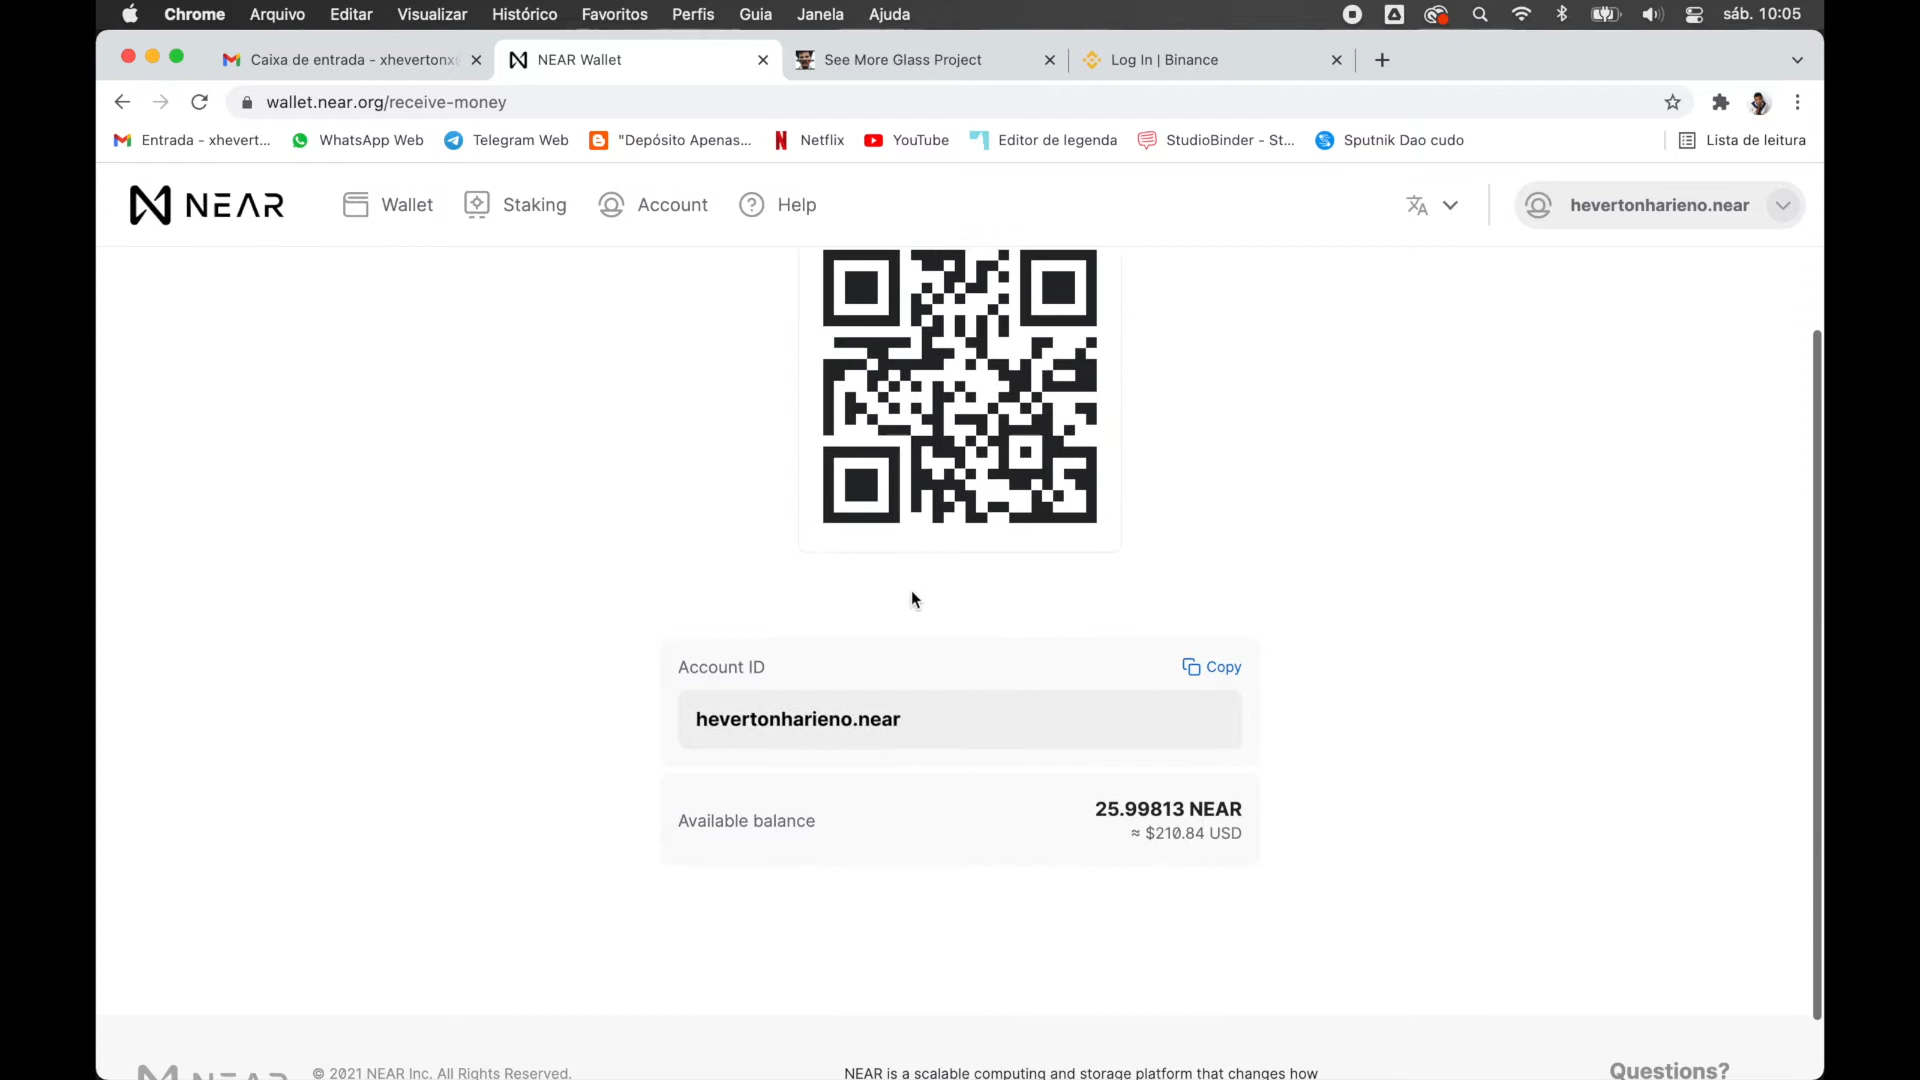 Chrome Arquivo Editar Visualizar Histórico Favoritos Perfis Guia Janela Ajuda sáb. 10:05
Caixa de entrada - xhevertonx NEAR Wallet See More Glass Project Log In | Binance
wallet.near.org/receive-money
Entrada - xhevert... WhatsApp Web Telegram Web "Depósito Apenas... Netflix YouTube Editor de legenda StudioBinder - St... Sputnik Dao cudo Lista de leitura
NEAR Wallet Staking Account Help hevertonharieno.near
Account ID Copy
hevertonharieno.near
Available balance
25.99813 NEAR
≈ $210.84 USD
NEAR © 2021 NEAR Inc. All Rights Reserved. NEAR is a scalable computing and storage platform that changes how Questions?